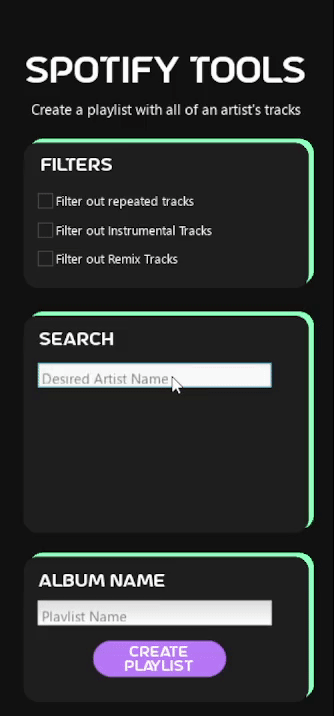 SPOTIFY TOOLS
Create a playlist with all of an artist's tracks
FILTERS
Filter out repeated tracks
Filter out Instrumental Tracks
Filter out Remix Tracks
SEARCH
Desired Artist Name
ALBUM NAME
Playlist Name
CREATE
PLAYLIST